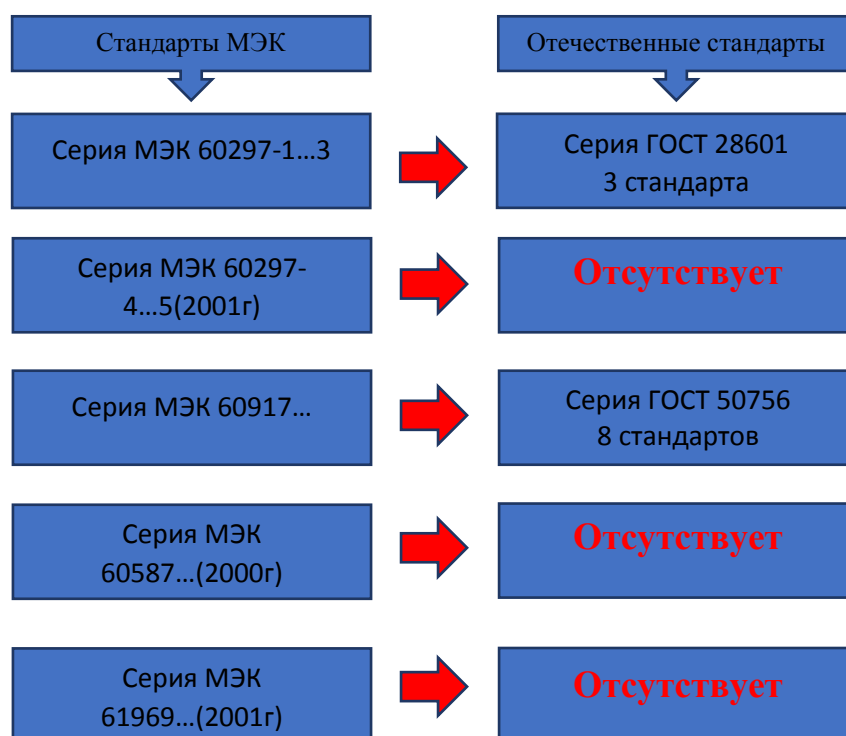 Стандарты МЭК
Отечественные стандарты
Серия МЭК 60297-1…3
Серия ГОСТ 28601
3 стандарта
Серия МЭК 60297-
4…5(2001г)
Отсутствует
Серия МЭК 60917…
Серия ГОСТ 50756
8 стандартов
Серия МЭК
60587…(2000г)
Отсутствует
Серия МЭК
61969…(2001г)
Отсутствует